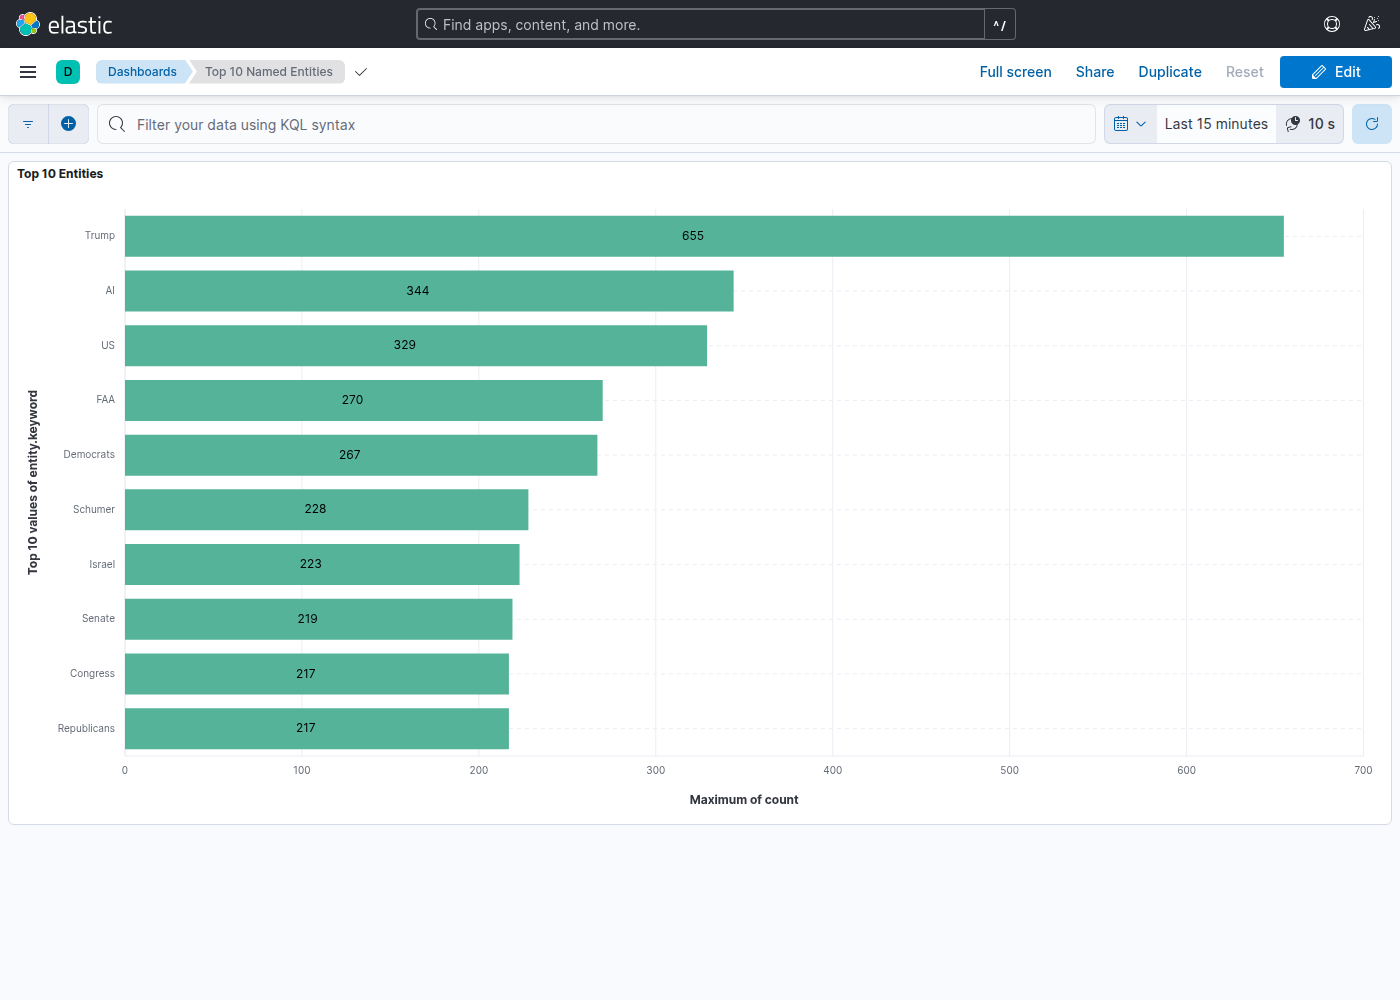 elastic
Find apps, content, and more.
^ /
D
Dashboards
Top 10 Named Entities
Full screen
Share
Duplicate
Reset
Edit
Filter your data using KQL syntax
Last 15 minutes
10 s
Top 10 Entities
Top 10 values of entity.keyword
Trump
655
AI
344
US
329
FAA
270
Democrats
267
Schumer
228
Israel
223
Senate
219
Congress
217
Republicans
217
0
100
200
300
400
500
600
700
Maximum of count